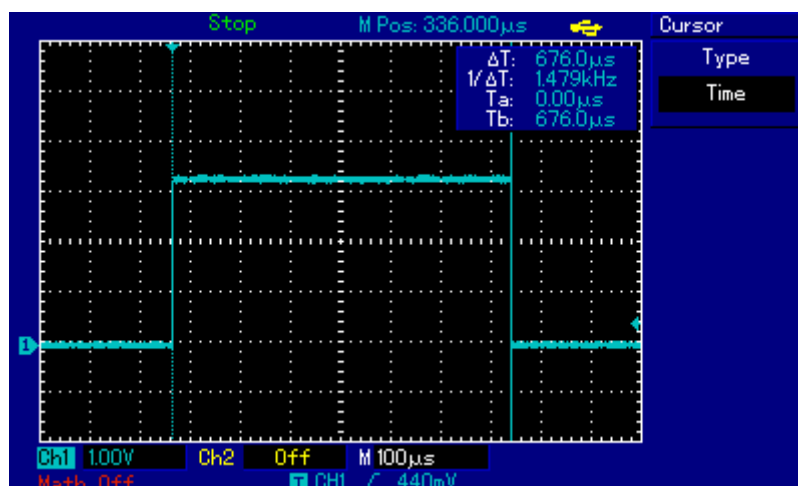 Stop M Pos: 336.000μs Cursor
ΔT: 676.0μs Type
1/ΔT: 1.479kHz
Ta: 0.00μs Time
Tb: 676.0μs
1
Ch1 1.00V Ch2 Off M 100μs
Math Off T CH1 / 440mV